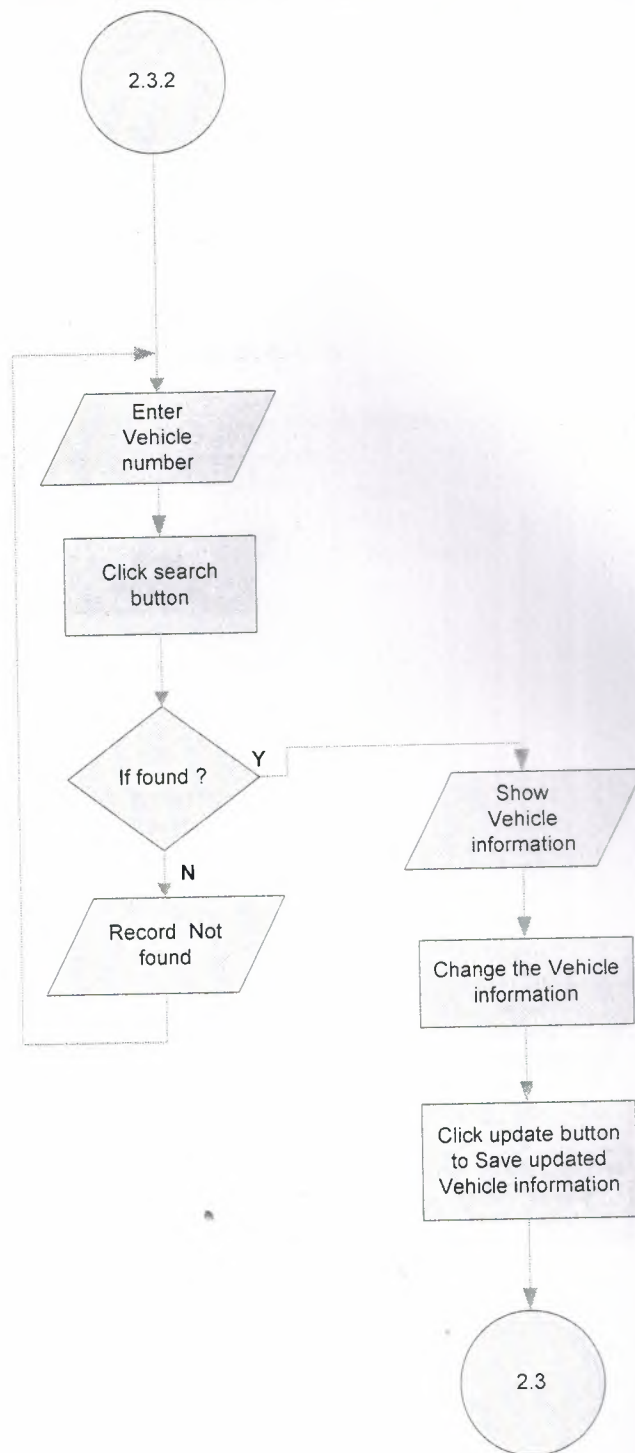 2.3.2
Enter
Vehicle
number
Click search
button
If found ?
Y
N
Record Not
found
Show
Vehicle
information
Change the Vehicle
information
Click update button
to Save updated
Vehicle information
2.3